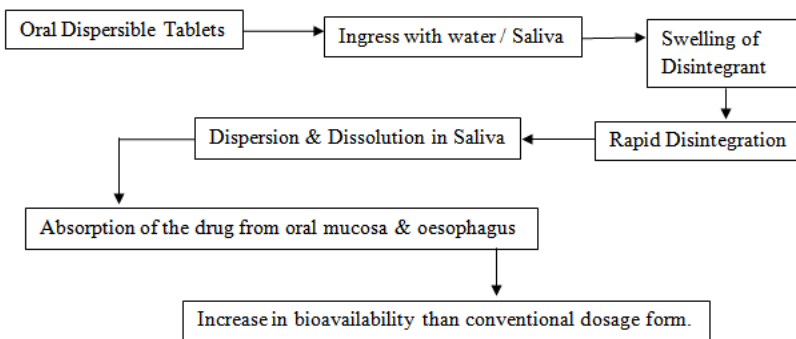 Oral Dispersible Tablets
Ingress with water / Saliva
Swelling of
Disintegrant
Rapid Disintegration
Dispersion & Dissolution in Saliva
Absorption of the drug from oral mucosa & oesophagus
Increase in bioavailability than conventional dosage form.